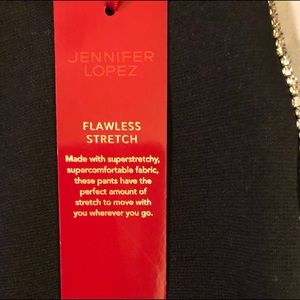 JENNIFER
LOPEZ
FLAWLESS
STRETCH
Made with superstretchy,
supercomfortable fabric,
these pants have the
perfect amount of
stretch to move with
you wherever you go.